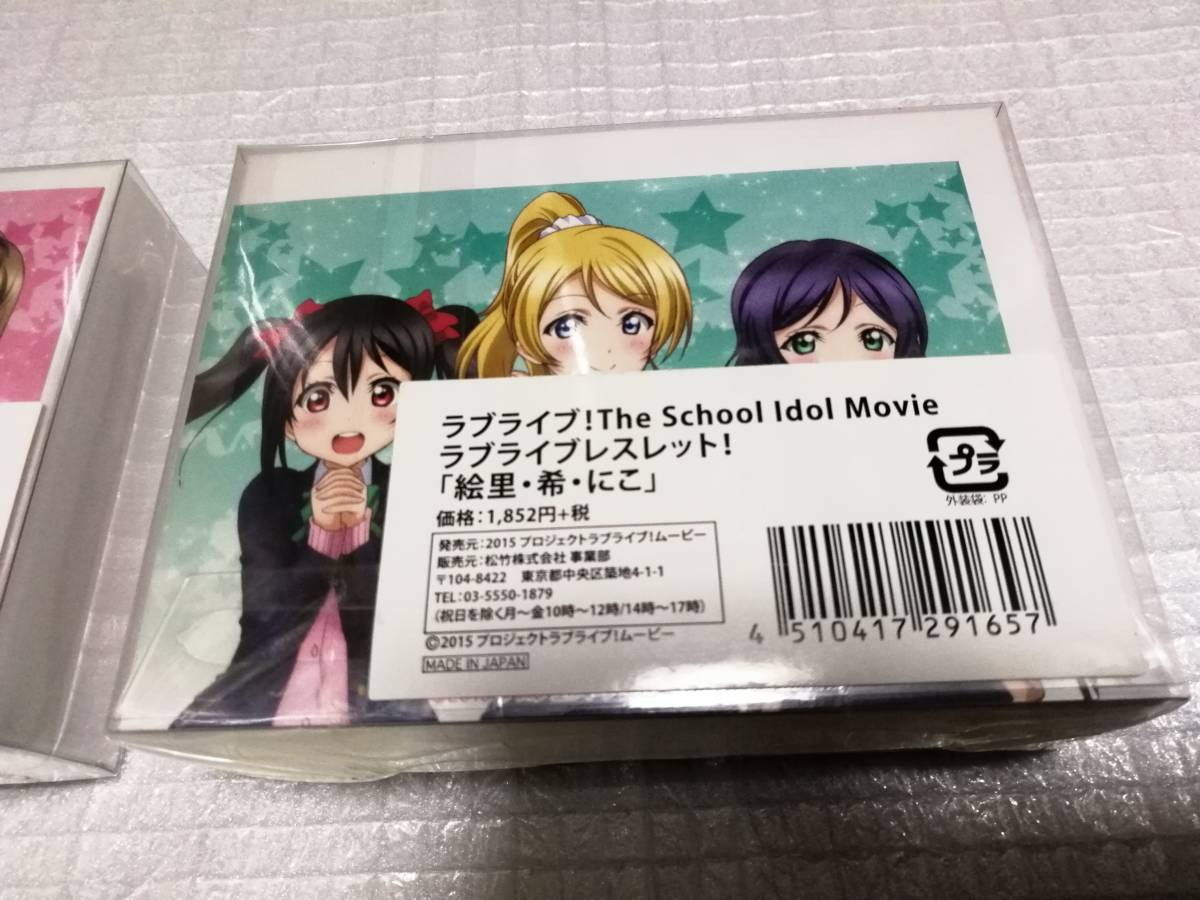 ラブライブ!The School Idol Movie
ラブライブレスレット!
「絵里・希・にこ」
価格:1,852円+税
発売元:2015 プロジェクトラブライブ!ムービー
販売元:松竹株式会社 事業部
〒104-8422 東京都中央区築地4-1-1
TEL:03-5550-1879
(祝日を除く月〜金10時〜12時/14時〜17時)
©2015 プロジェクトラブライブ!ムービー
MADE IN JAPAN
プラ
外装袋: PP
4 510417 291657